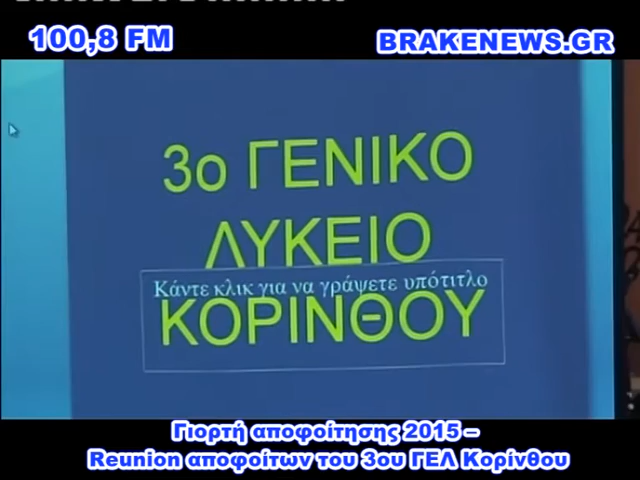 100,8 FM
BRAKENEWS.GR
3ο ΓΕΝΙΚΟ
ΛΥΚΕΙΟ
Κάντε κλικ για να γράψετε υπότιτλο
ΚΟΡΙΝΘΟΥ
Γιορτή αποφοίτησης 2015 –
Reunion αποφοίτων του 3ου ΓΕΛ Κορίνθου